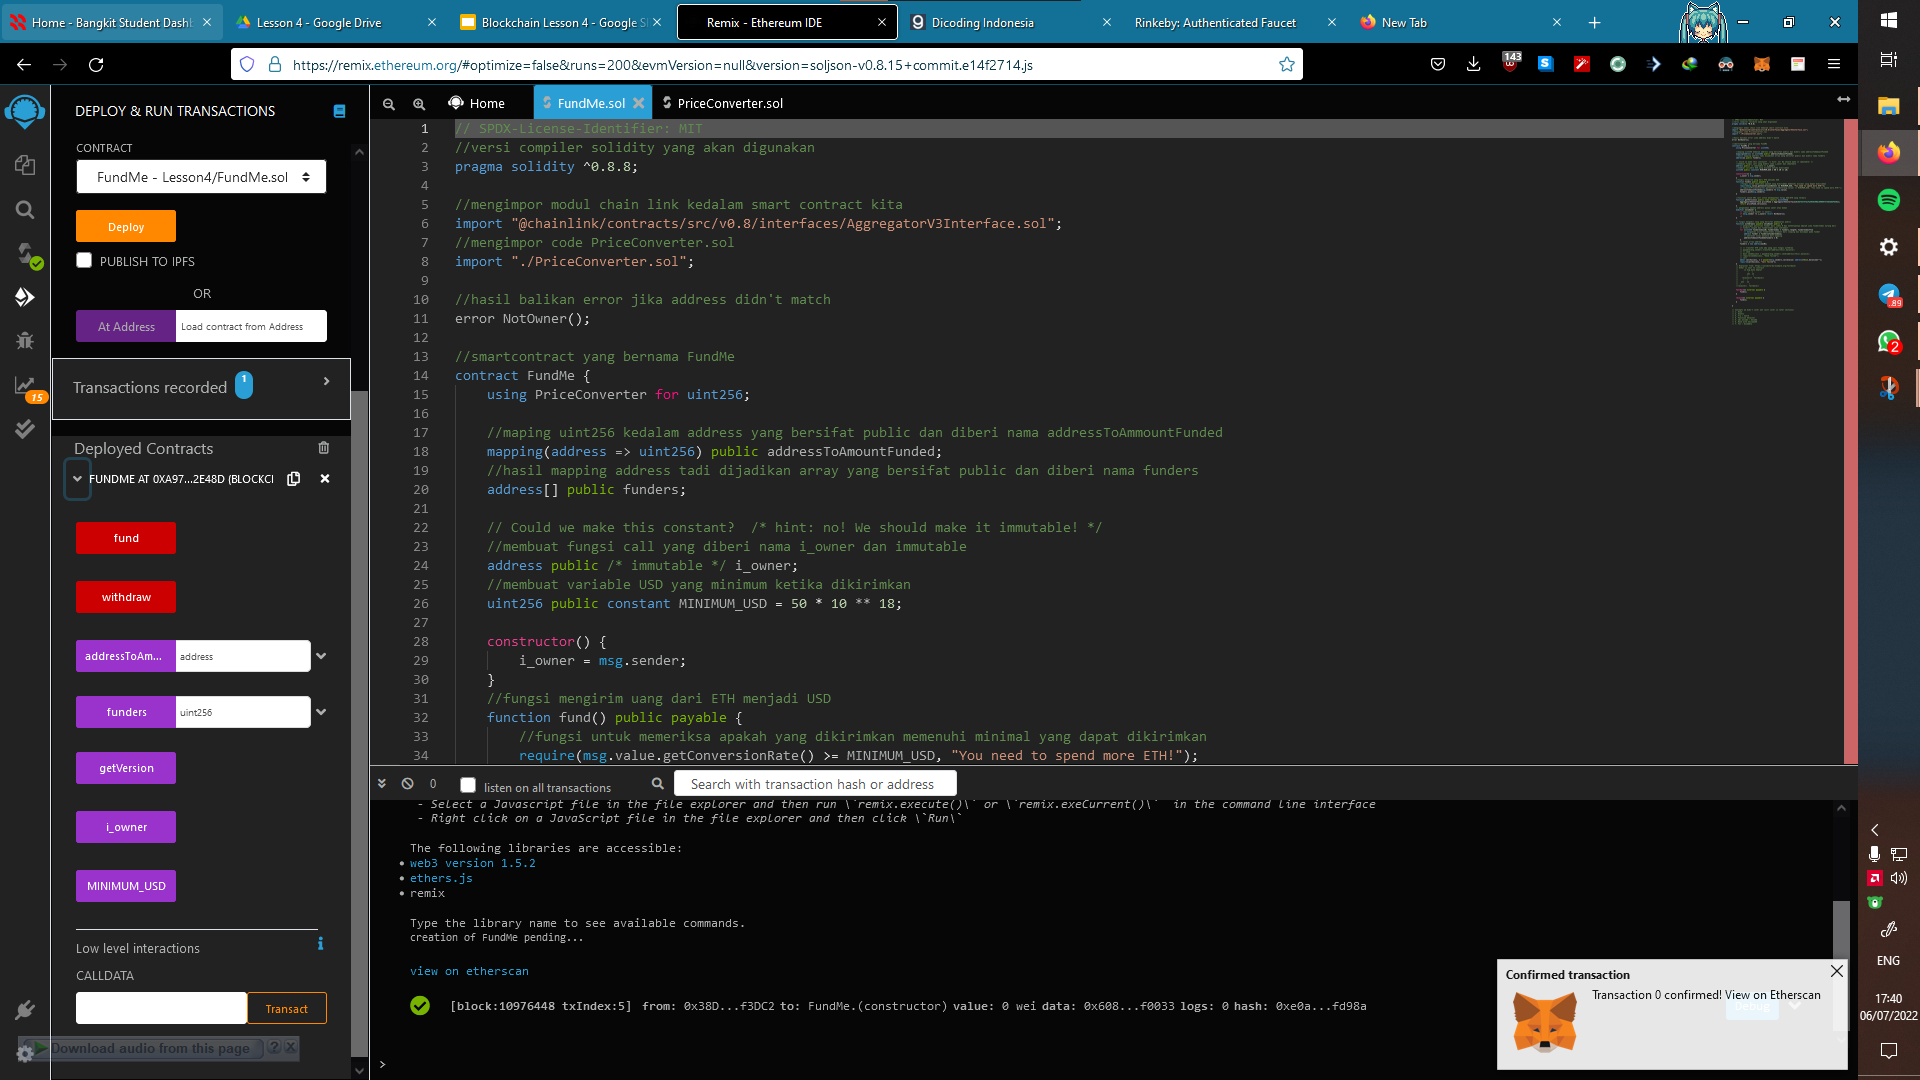 Home - Bangkit Student Dashb
Lesson 4 - Google Drive
Blockchain Lesson 4 - Google Sl
Remix - Ethereum IDE
Dicoding Indonesia
Rinkeby: Authenticated Faucet
New Tab
https://remix.ethereum.org/#optimize=false&runs=200&evmVersion=null&version=soljson-v0.8.15+commit.e14f2714.js
143
DEPLOY & RUN TRANSACTIONS
CONTRACT
FundMe - Lesson4/FundMe.sol
Deploy
PUBLISH TO IPFS
OR
At Address
Load contract from Address
Transactions recorded 1
15
Deployed Contracts
FUNDME AT 0XA97...2E48D (BLOCKCI
fund
withdraw
addressToAm...
address
funders
uint256
getVersion
i_owner
MINIMUM_USD
Low level interactions
CALLDATA
Transact
Download audio from this page
Home
FundMe.sol
PriceConverter.sol
1 // SPDX-License-Identifier: MIT
2 //versi compiler solidity yang akan digunakan
3 pragma solidity ^0.8.8;
4
5 //mengimpor modul chain link kedalam smart contract kita
6 import "@chainlink/contracts/src/v0.8/interfaces/AggregatorV3Interface.sol";
7 //mengimpor code PriceConverter.sol
8 import "./PriceConverter.sol";
9
10 //hasil balikan error jika address didn't match
11 error NotOwner();
12
13 //smartcontract yang bernama FundMe
14 contract FundMe {
15 using PriceConverter for uint256;
16
17 //maping uint256 kedalam address yang bersifat public dan diberi nama addressToAmmountFunded
18 mapping(address => uint256) public addressToAmountFunded;
19 //hasil mapping address tadi dijadikan array yang bersifat public dan diberi nama funders
20 address[] public funders;
21
22 // Could we make this constant?  /* hint: no! We should make it immutable! */
23 //membuat fungsi call yang diberi nama i_owner dan immutable
24 address public /* immutable */ i_owner;
25 //membuat variable USD yang minimum ketika dikirimkan
26 uint256 public constant MINIMUM_USD = 50 * 10 ** 18;
27
28 constructor() {
29 i_owner = msg.sender;
30 }
31 //fungsi mengirim uang dari ETH menjadi USD
32 function fund() public payable {
33 //fungsi untuk memeriksa apakah yang dikirimkan memenuhi minimal yang dapat dikirimkan
34 require(msg.value.getConversionRate() >= MINIMUM_USD, "You need to spend more ETH!");
0
listen on all transactions
Search with transaction hash or address
- Select a Javascript file in the file explorer and then run \`remix.execute()\` or \`remix.exeCurrent()\`  in the command line interface
- Right click on a JavaScript file in the file explorer and then click \`Run\`
The following libraries are accessible:
• web3 version 1.5.2
• ethers.js
• remix
Type the library name to see available commands.
creation of FundMe pending...
view on etherscan
[block:10976448 txIndex:5] from: 0x38D...f3DC2 to: FundMe.(constructor) value: 0 wei data: 0x608...f0033 logs: 0 hash: 0xe0a...fd98a
>
Confirmed transaction
Transaction 0 confirmed! View on Etherscan
89
2
ENG
17:40
06/07/2022